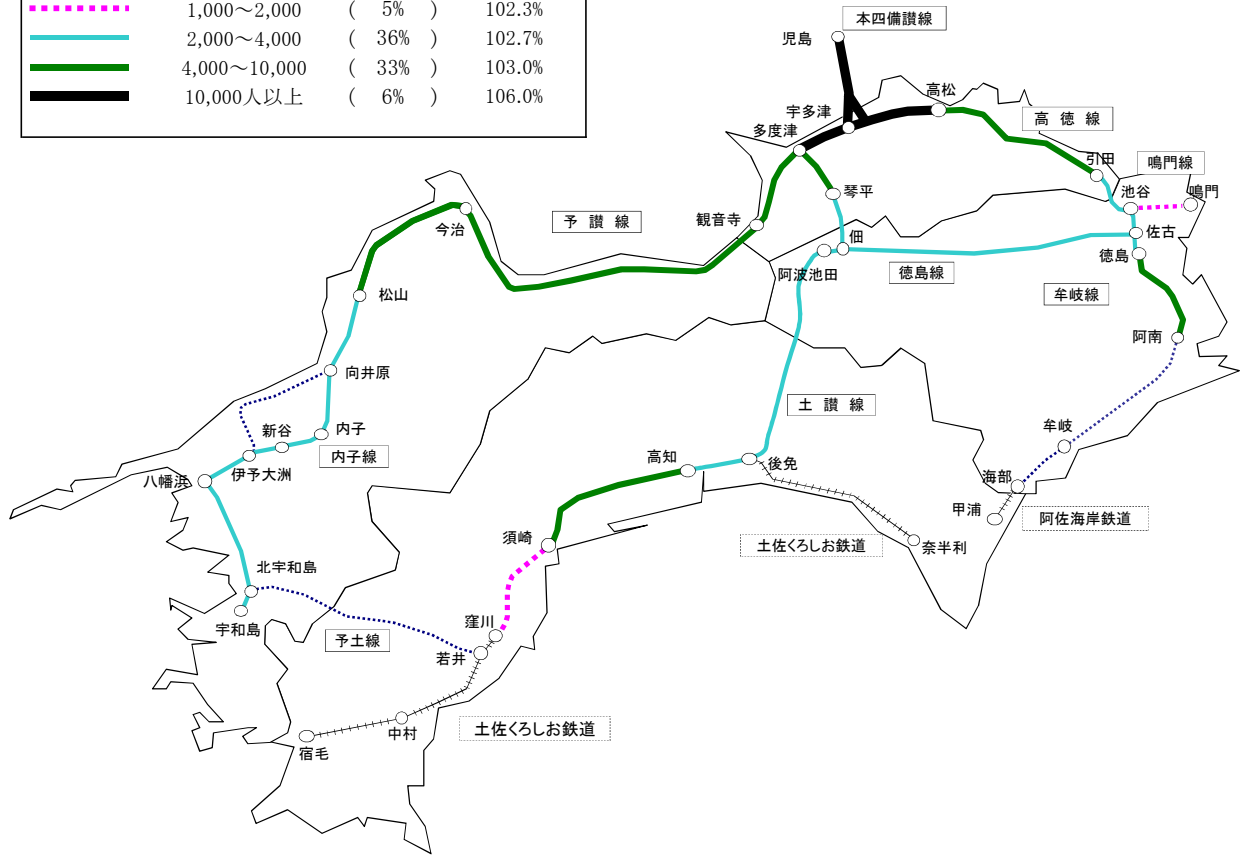 1,000～2,000 ( 5% ) 102.3%
2,000～4,000 ( 36% ) 102.7%
4,000～10,000 ( 33% ) 103.0%
10,000人以上 ( 6% ) 106.0%
本四備讃線
児島
高松
宇多津
高 徳 線
多度津
引田
鳴門線
琴平
池谷
鳴門
予 讃 線
観音寺
今治
佃
佐古
徳島
阿波池田
徳島線
牟岐線
松山
阿南
向井原
土 讃 線
新谷
内子
牟岐
内子線
高知
後免
伊予大洲
八幡浜
海部
甲浦
阿佐海岸鉄道
須崎
土佐くろしお鉄道
奈半利
北宇和島
宇和島
予土線
窪川
若井
中村
土佐くろしお鉄道
宿毛